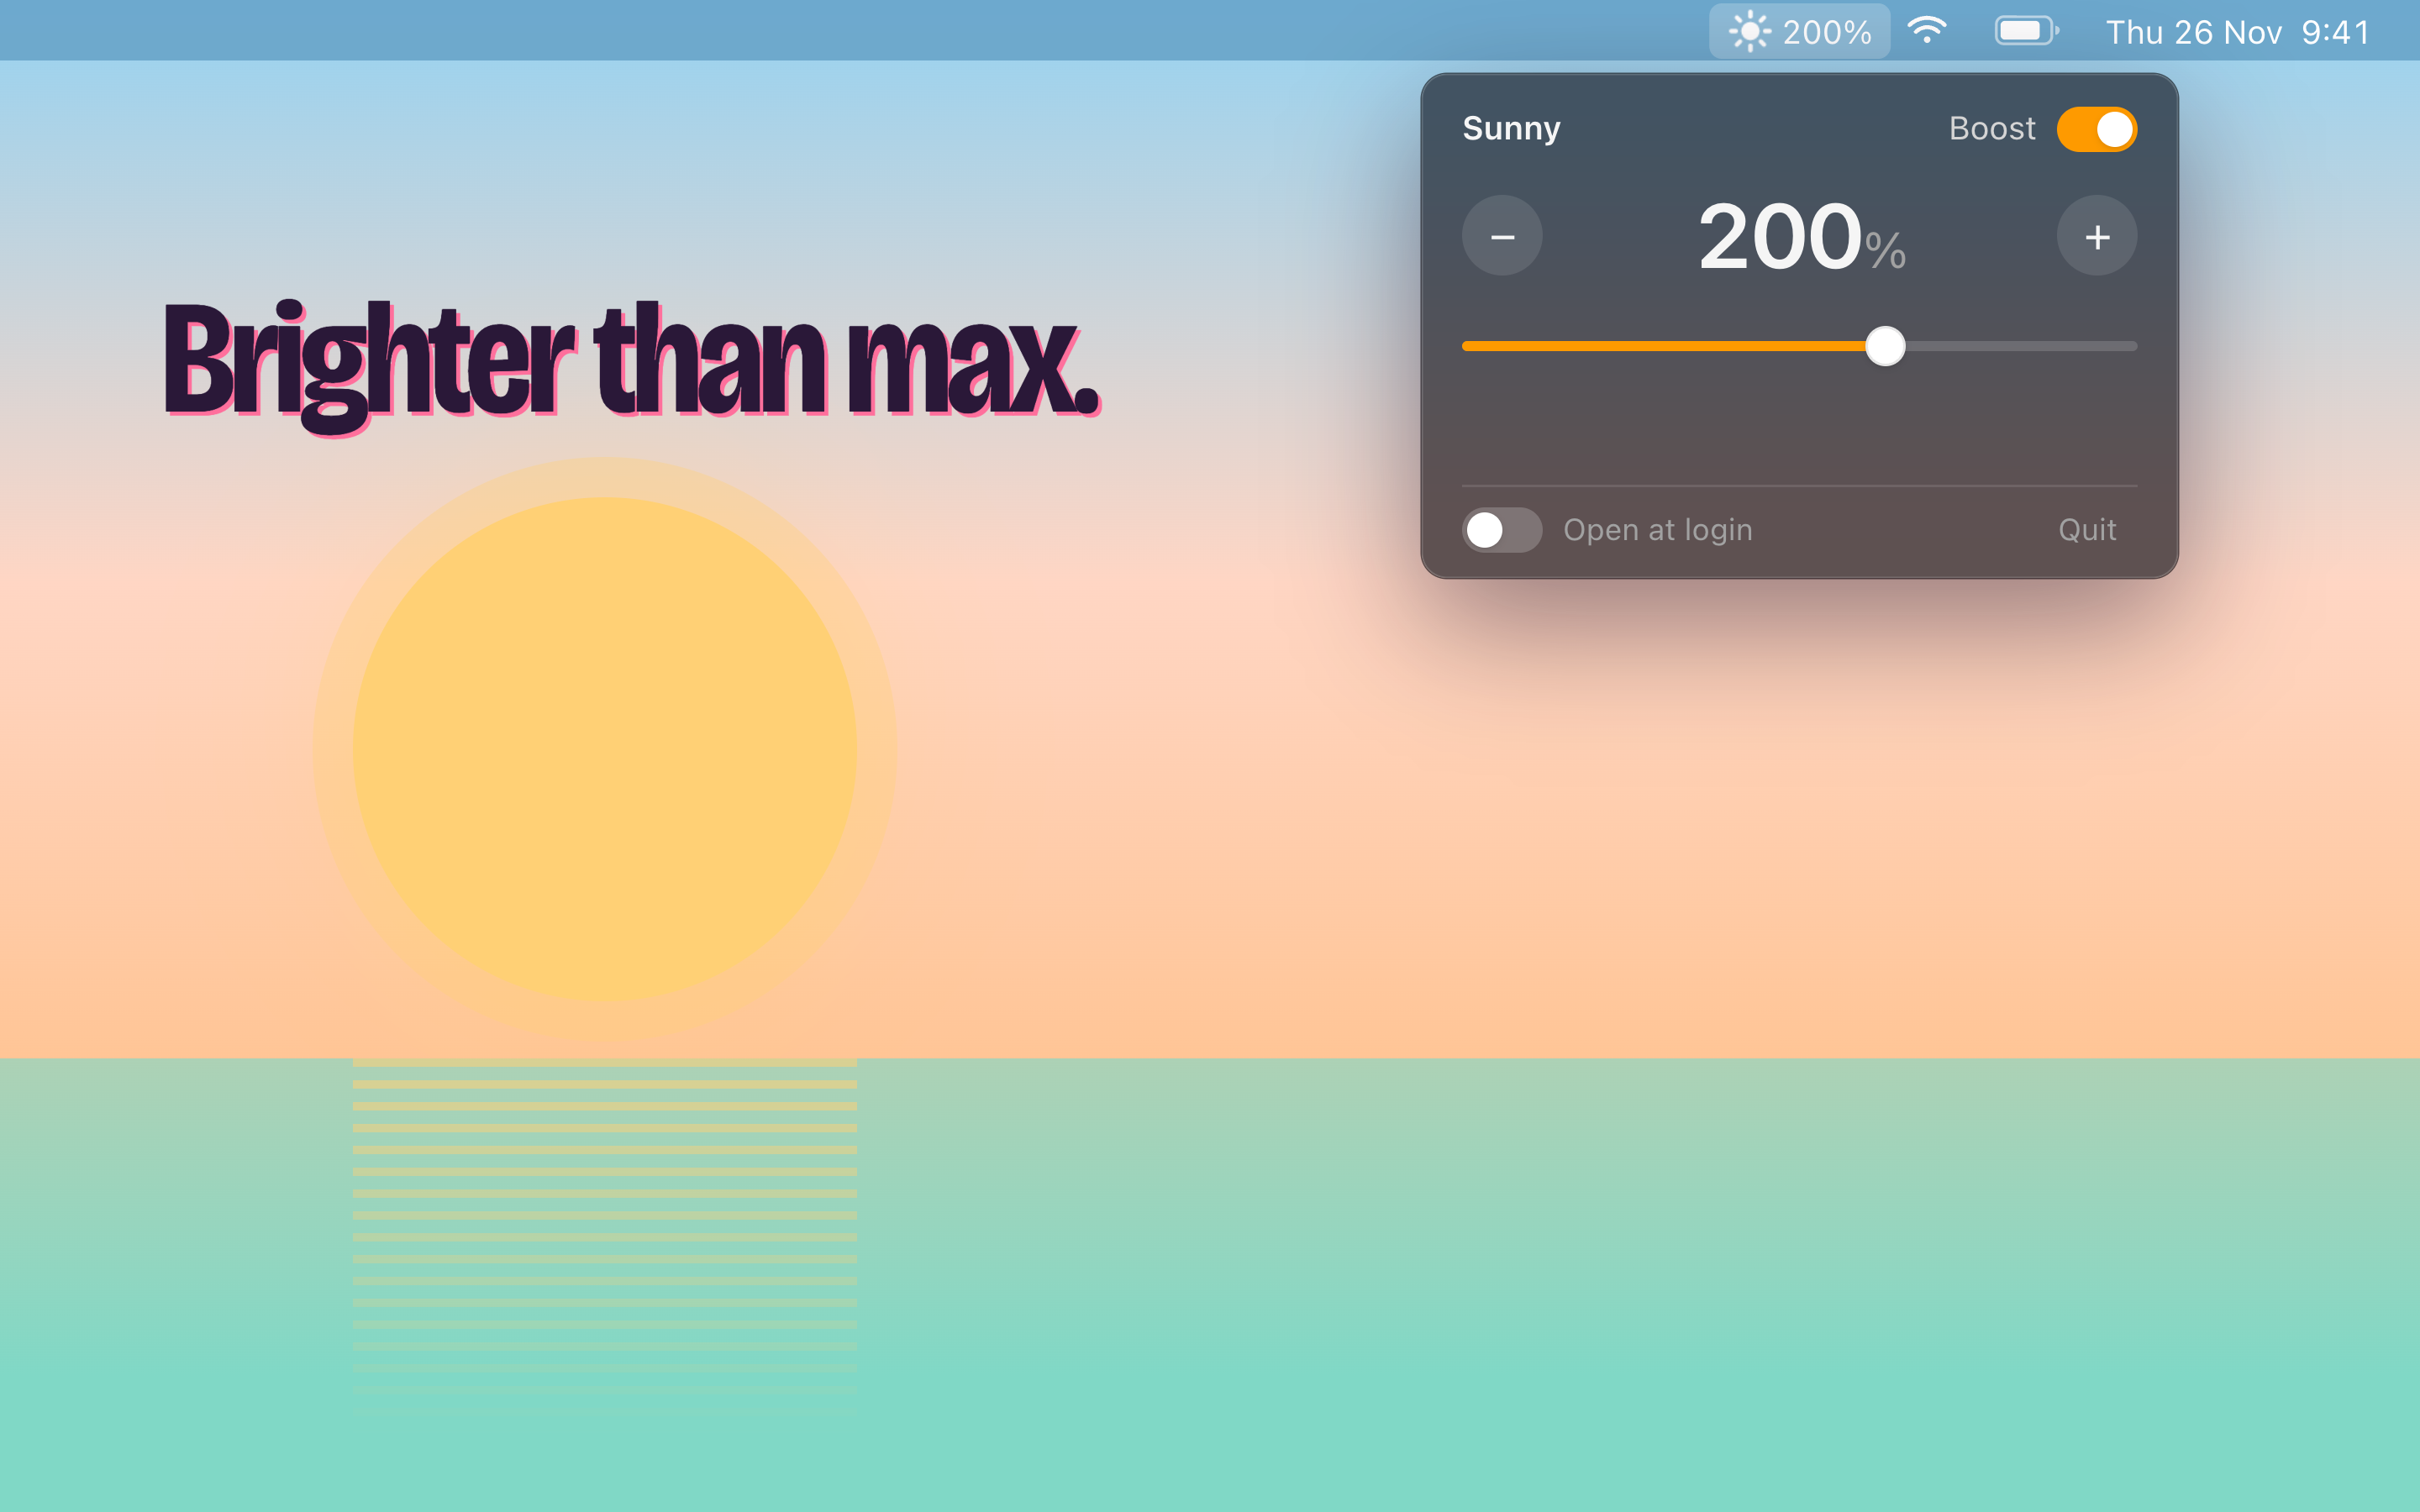 200% Thu 26 Nov 9:41
Sunny Boost
− 200% +
Brighter than max.
Open at login Quit